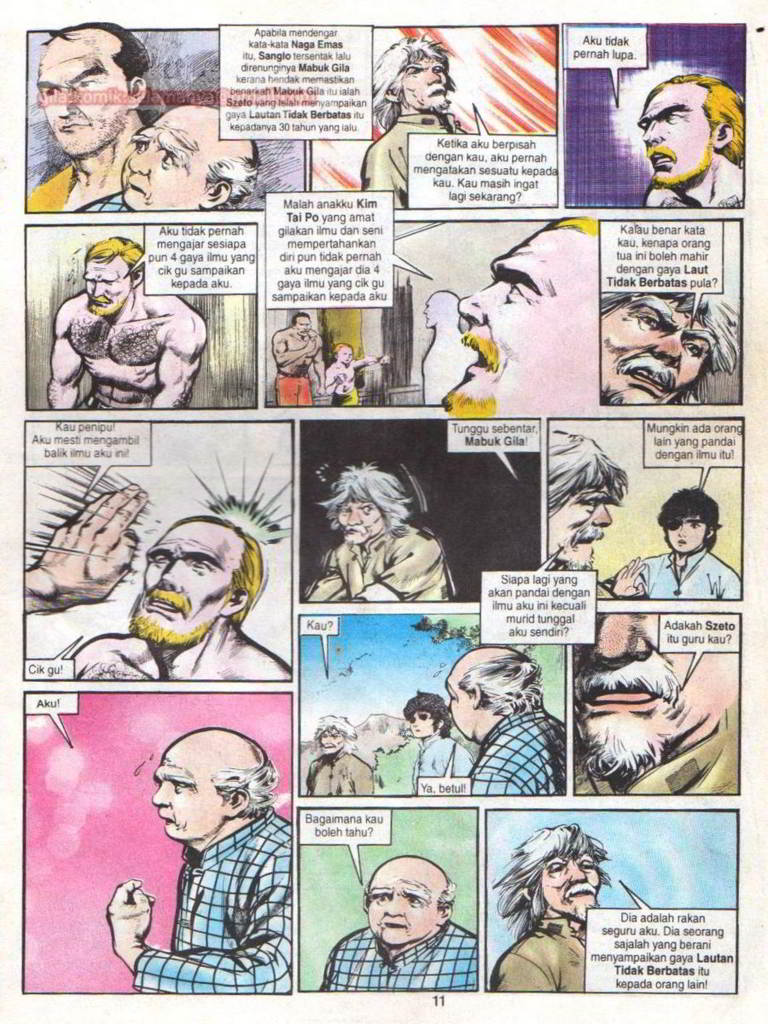 Apabila mendengar
kata-kata Naga Emas
itu, Sanglo tersentak lalu
direnunginya Mabuk Gila
kerana hendak memastikan
benarkah Mabuk Gila itu ialah
Szeto yang telah menyampaikan
gaya Lautan Tidak Berbatas itu
kepadanya 30 tahun yang lalu.
Ketika aku berpisah
dengan kau, aku pernah
mengatakan sesuatu kepada
kau. Kau masih ingat
lagi sekarang?
Aku tidak
pernah lupa.
Aku tidak pernah
mengajar sesiapa
pun 4 gaya ilmu yang
cik gu sampaikan
kepada aku.
Malah anakku Kim
Tai Po yang amat
gilakan ilmu dan seni
mempertahankan
diri pun tidak pernah
aku mengajar dia 4
gaya ilmu yang cik gu
sampaikan kepada aku
Kalau benar kata
kau, kenapa orang
tua ini boleh mahir
dengan gaya Laut
Tidak Berbatas pula?
Kau penipu!
Aku mesti mengambil
balik ilmu aku ini!
Cik gu!
Tunggu sebentar,
Mabuk Gila!
Mungkin ada orang
lain yang pandai
dengan ilmu itu!
Siapa lagi yang
akan pandai dengan
ilmu aku ini kecuali
murid tunggal
aku sendiri?
Aku!
Kau?
Ya, betul!
Adakah Szeto
itu guru kau?
Bagaimana kau
boleh tahu?
Dia adalah rakan
seguru aku. Dia seorang
sajalah yang berani
menyampaikan gaya Lautan
Tidak Berbatas itu
kepada orang lain!
11